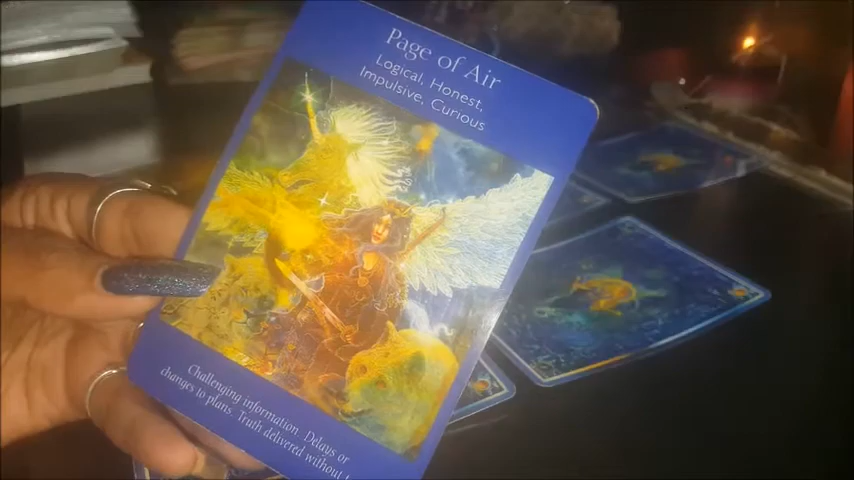 Page of Air
Logical, Honest,
Impulsive, Curious
Challenging information. Delays or
changes to plans. Truth delivered without